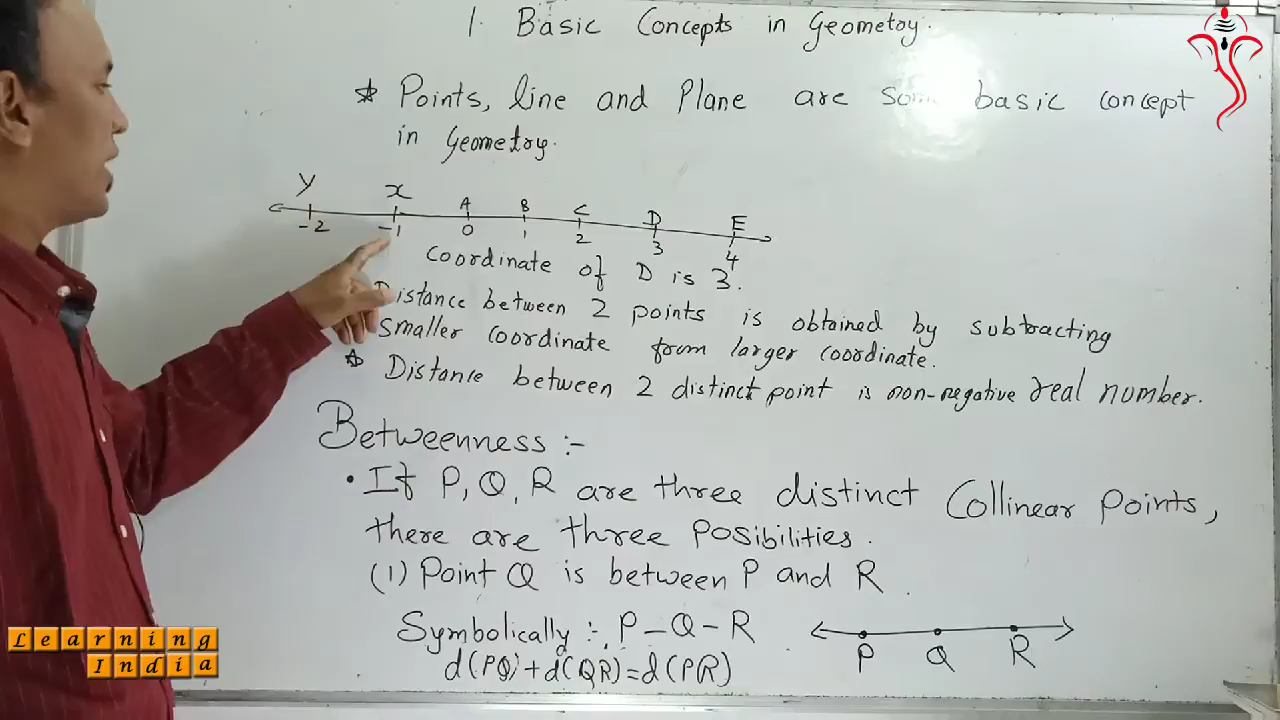 1. Basic Concepts in Geometry.
☆ Points, line and Plane are some basic concept
in Geometry.
Y x A B C D E
-2 -1 0 1 2 3 4
Coordinate of D is 3.
Distance between 2 points is obtained by subtracting
smaller coordinate from larger coordinate.
☆ Distance between 2 distinct point is non-negative real number.
Betweenness :-
• If P, Q, R are three distinct Collinear Points,
there are three posibilities.
(1) Point Q is between P and R.
Symbolically :- P – Q – R
d(PQ)+d(QR)=d(PR)
P Q R
Learning
India